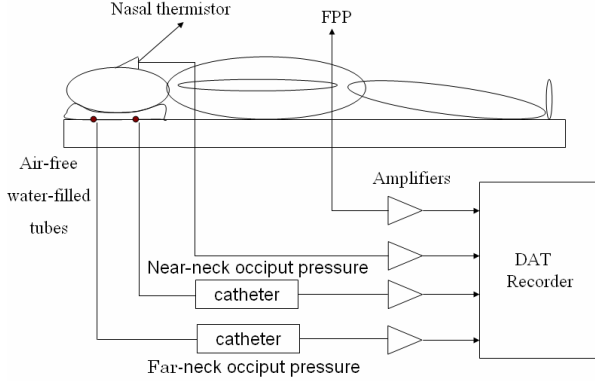 Nasal thermistor
FPP
Air-free
water-filled
tubes
Amplifiers
Near-neck occiput pressure
catheter
catheter
Far-neck occiput pressure
DAT
Recorder